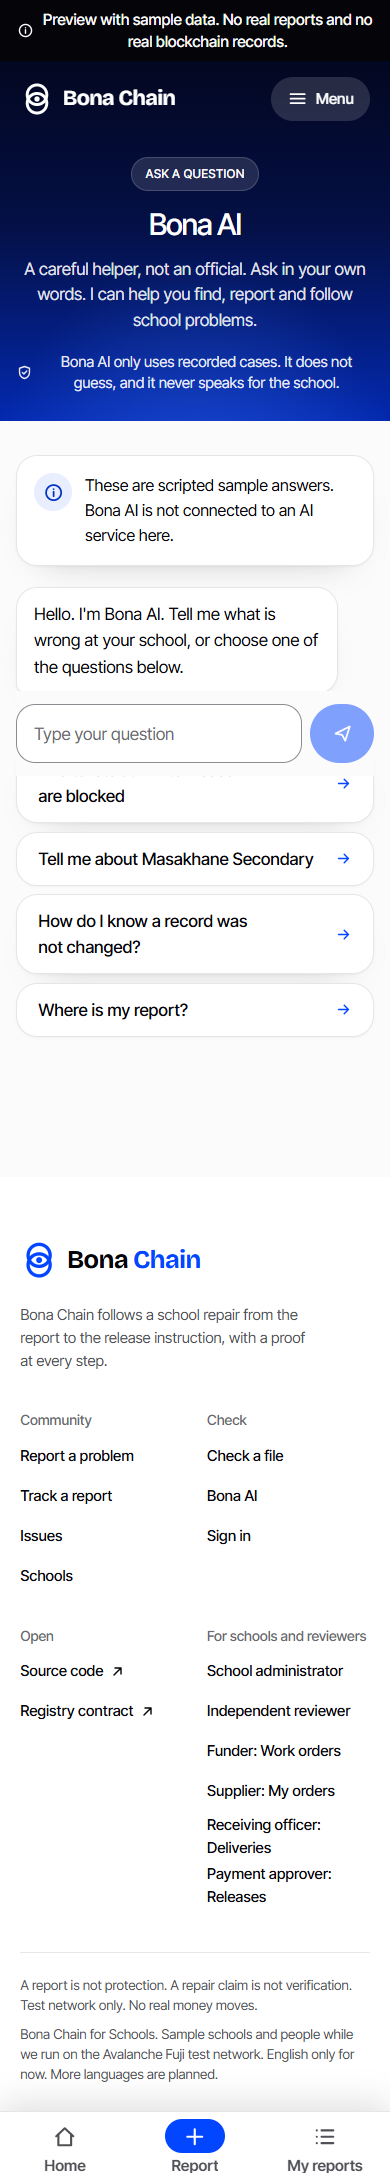 Preview with sample data. No real reports and no
real blockchain records.
Bona Chain
Menu
ASK A QUESTION
Bona AI
A careful helper, not an official. Ask in your own
words. I can help you find, report and follow
school problems.
Bona AI only uses recorded cases. It does not
guess, and it never speaks for the school.
These are scripted sample answers.
Bona AI is not connected to an AI
service here.
Hello. I'm Bona AI. Tell me what is
wrong at your school, or choose one of
the questions below.
Type your question
are blocked
Tell me about Masakhane Secondary
How do I know a record was
not changed?
Where is my report?
Bona Chain
Bona Chain follows a school repair from the
report to the release instruction, with a proof
at every step.
Community
Report a problem
Track a report
Issues
Schools
Check
Check a file
Bona AI
Sign in
Open
Source code
Registry contract
For schools and reviewers
School administrator
Independent reviewer
Funder: Work orders
Supplier: My orders
Receiving officer:
Deliveries
Payment approver:
Releases
A report is not protection. A repair claim is not verification.
Test network only. No real money moves.
Bona Chain for Schools. Sample schools and people while
we run on the Avalanche Fuji test network. English only for
now. More languages are planned.
Home
Report
My reports